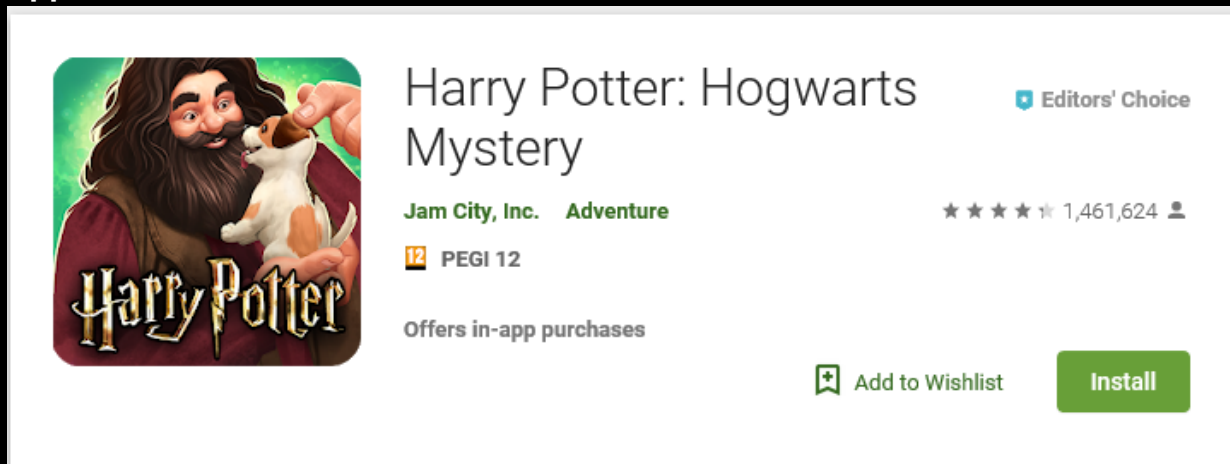 Harry Potter: Hogwarts
Mystery
Editors' Choice
Jam City, Inc. Adventure
1,461,624
12 PEGI 12
Offers in-app purchases
Add to Wishlist
Install
Harry Potter